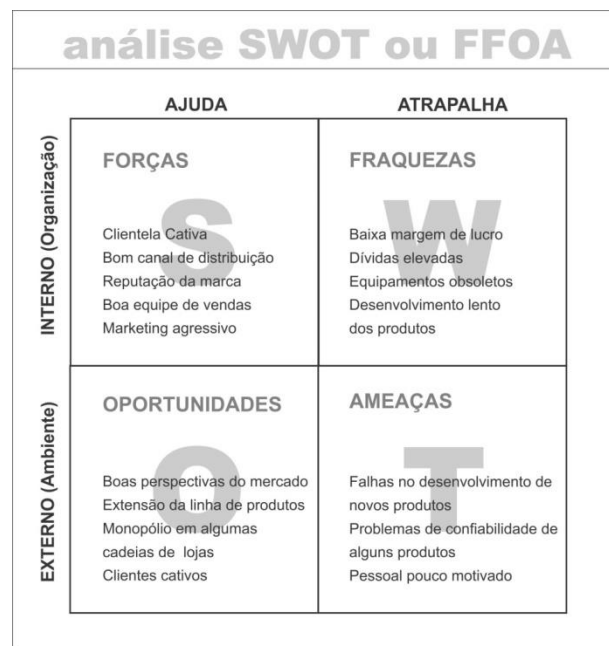 análise SWOT ou FFOA
AJUDA
ATRAPALHA
INTERNO (Organização)
FORÇAS
S
Clientela Cativa
Bom canal de distribuição
Reputação da marca
Boa equipe de vendas
Marketing agressivo
FRAQUEZAS
W
Baixa margem de lucro
Dívidas elevadas
Equipamentos obsoletos
Desenvolvimento lento
dos produtos
EXTERNO (Ambiente)
OPORTUNIDADES
O
Boas perspectivas do mercado
Extensão da linha de produtos
Monopólio em algumas
cadeias de lojas
Clientes cativos
AMEAÇAS
T
Falhas no desenvolvimento de
novos produtos
Problemas de confiabilidade de
alguns produtos
Pessoal pouco motivado